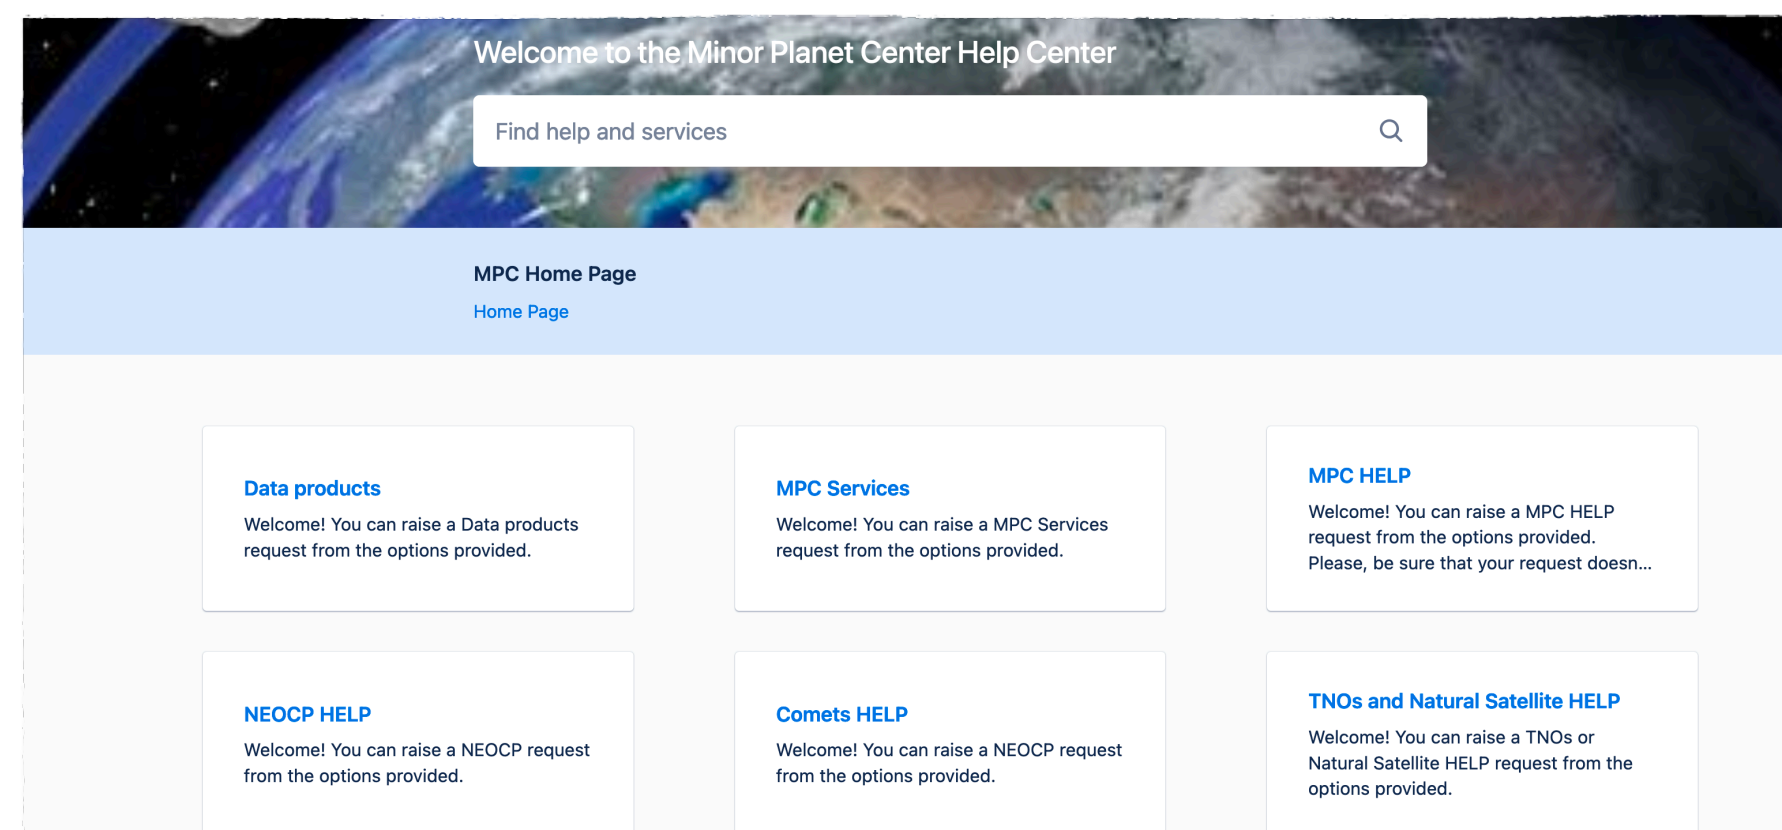 Welcome to the Minor Planet Center Help Center
Find help and services
MPC Home Page
Home Page
Data products
Welcome! You can raise a Data products
request from the options provided.
MPC Services
Welcome! You can raise a MPC Services
request from the options provided.
MPC HELP
Welcome! You can raise a MPC HELP
request from the options provided.
Please, be sure that your request doesn...
NEOCP HELP
Welcome! You can raise a NEOCP request
from the options provided.
Comets HELP
Welcome! You can raise a NEOCP request
from the options provided.
TNOs and Natural Satellite HELP
Welcome! You can raise a TNOs or
Natural Satellite HELP request from the
options provided.